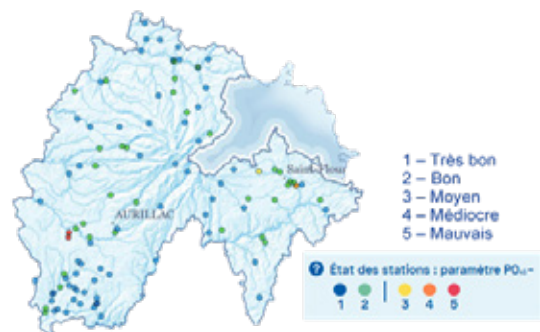 Saint-Flour
AURILLAC
1 – Très bon
2 – Bon
3 – Moyen
4 – Médiocre
5 – Mauvais
? État des stations : paramètre PO₄³⁻
1 2 3 4 5